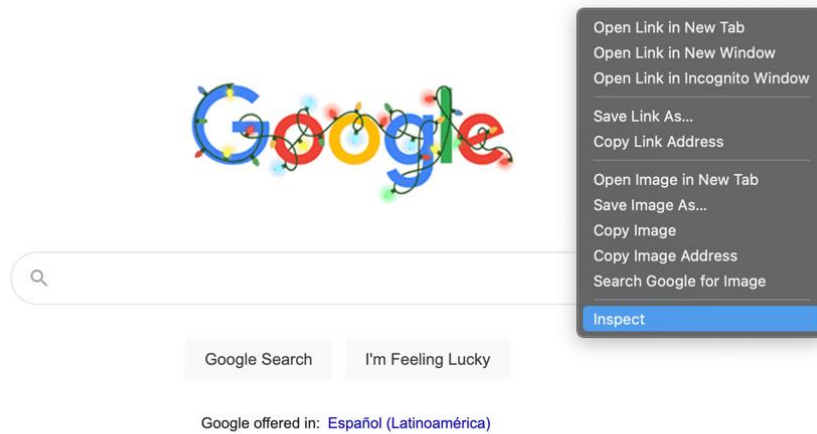 Google
Google Search
I'm Feeling Lucky
Google offered in: Español (Latinoamérica)
Open Link in New Tab
Open Link in New Window
Open Link in Incognito Window
Save Link As...
Copy Link Address
Open Image in New Tab
Save Image As...
Copy Image
Copy Image Address
Search Google for Image
Inspect